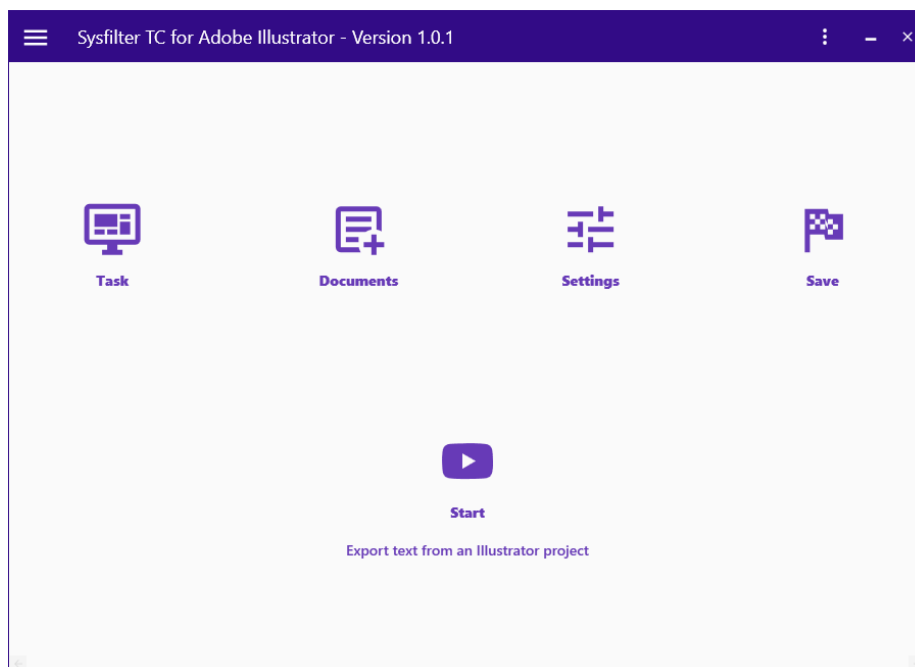 Sysfilter TC for Adobe Illustrator - Version 1.0.1
Task
Documents
Settings
Save
Start
Export text from an Illustrator project